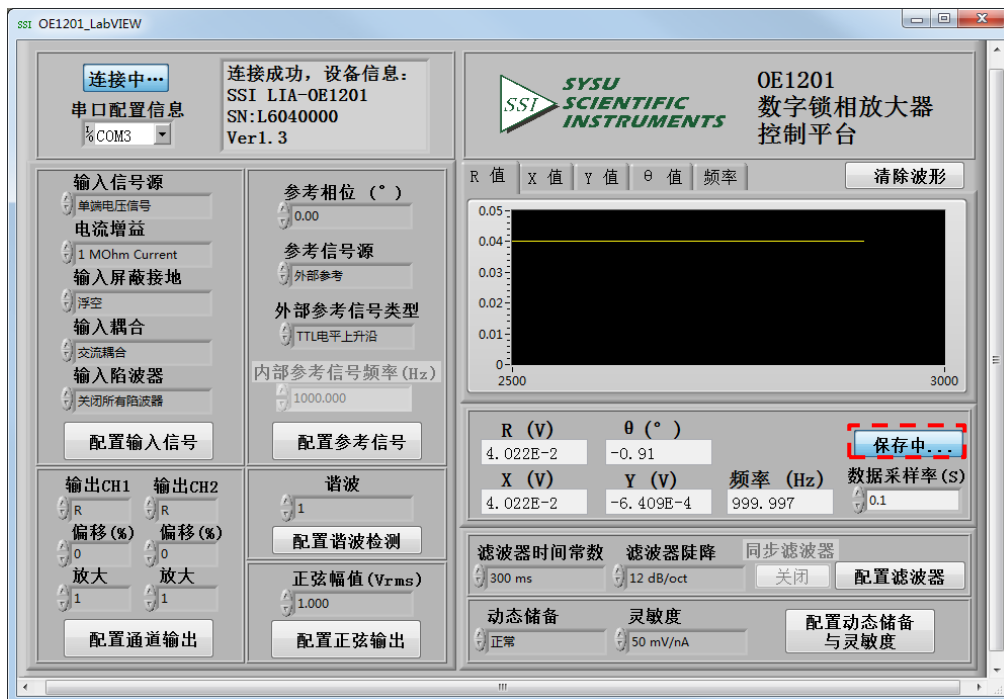 SSI OE1201_LabVIEW
连接中…
串口配置信息
COM3
连接成功，设备信息：
SSI LIA-OE1201
SN:L6040000
Ver1.3
SSI
SYSU
SCIENTIFIC
INSTRUMENTS
OE1201
数字锁相放大器
控制平台
输入信号源
单端电压信号
电流增益
1 MOhm Current
输入屏蔽接地
浮空
输入耦合
交流耦合
输入陷波器
关闭所有陷波器
配置输入信号
参考相位 (°)
0.00
参考信号源
外部参考
外部参考信号类型
TTL电平上升沿
内部参考信号频率(Hz)
1000.000
配置参考信号
R 值 X 值 Y 值 θ 值 频率
清除波形
0.05
0.04
0.03
0.02
0.01
0
2500 3000
R (V) θ (°)
4.022E-2 -0.91
X (V) Y (V) 频率 (Hz)
4.022E-2 -6.409E-4 999.997
保存中...
数据采样率(S)
0.1
输出CH1 输出CH2
R R
偏移(%) 偏移(%)
0 0
放大 放大
1 1
配置通道输出
谐波
1
配置谐波检测
正弦幅值(Vrms)
1.000
配置正弦输出
滤波器时间常数 滤波器陡降 同步滤波器
300 ms 12 dB/oct 关闭 配置滤波器
动态储备 灵敏度
正常 50 mV/nA
配置动态储备
与灵敏度